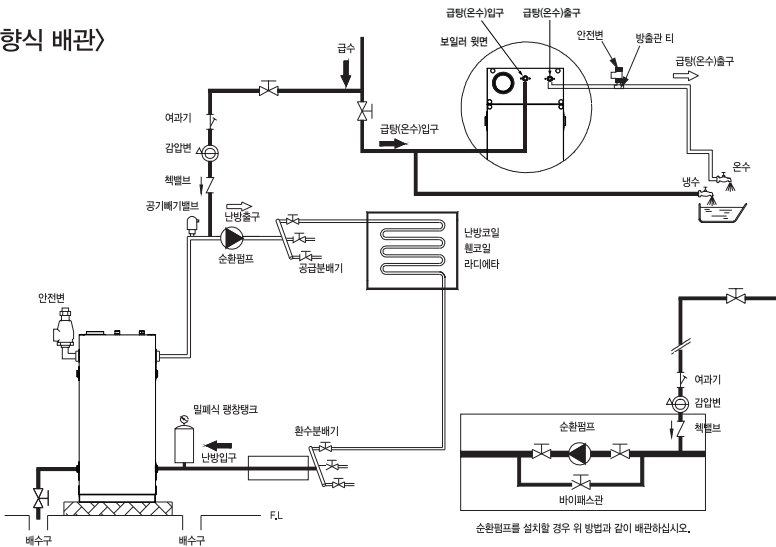 향식 배관〉
급탕(온수)입구
급탕(온수)출구
보일러 윗면
안전변
방출관 티
급탕(온수)출구
급수
여과기
감압변
첵밸브
공기빼기밸브
난방출구
순환펌프
급탕(온수)입구
온수
냉수
공급분배기
난방코일
휀코일
라디에타
안전변
밀폐식 팽창탱크
난방입구
환수분배기
여과기
감압변
첵밸브
순환펌프
바이패스관
배수구
배수구
F.L
순환펌프를 설치할 경우 위 방법과 같이 배관하십시오.